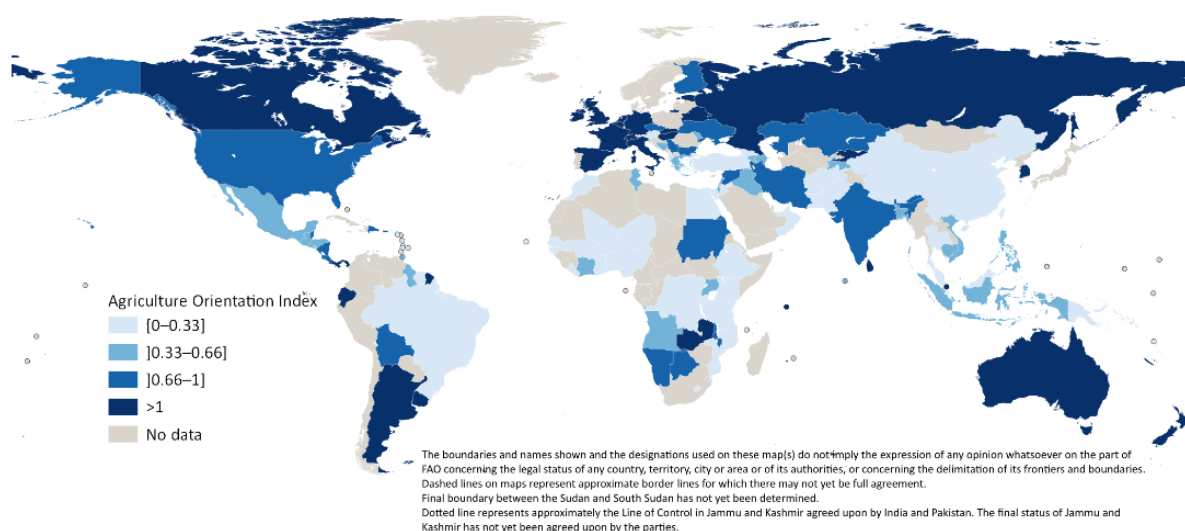 Agriculture Orientation Index
[0–0.33]
]0.33–0.66]
]0.66–1]
>1
No data
The boundaries and names shown and the designations used on these map(s) do not imply the expression of any opinion whatsoever on the part of
FAO concerning the legal status of any country, territory, city or area or of its authorities, or concerning the delimitation of its frontiers and boundaries.
Dashed lines on maps represent approximate border lines for which there may not yet be full agreement.
Final boundary between the Sudan and South Sudan has not yet been determined.
Dotted line represents approximately the Line of Control in Jammu and Kashmir agreed upon by India and Pakistan. The final status of Jammu and
Kashmir has not yet been agreed upon by the parties.